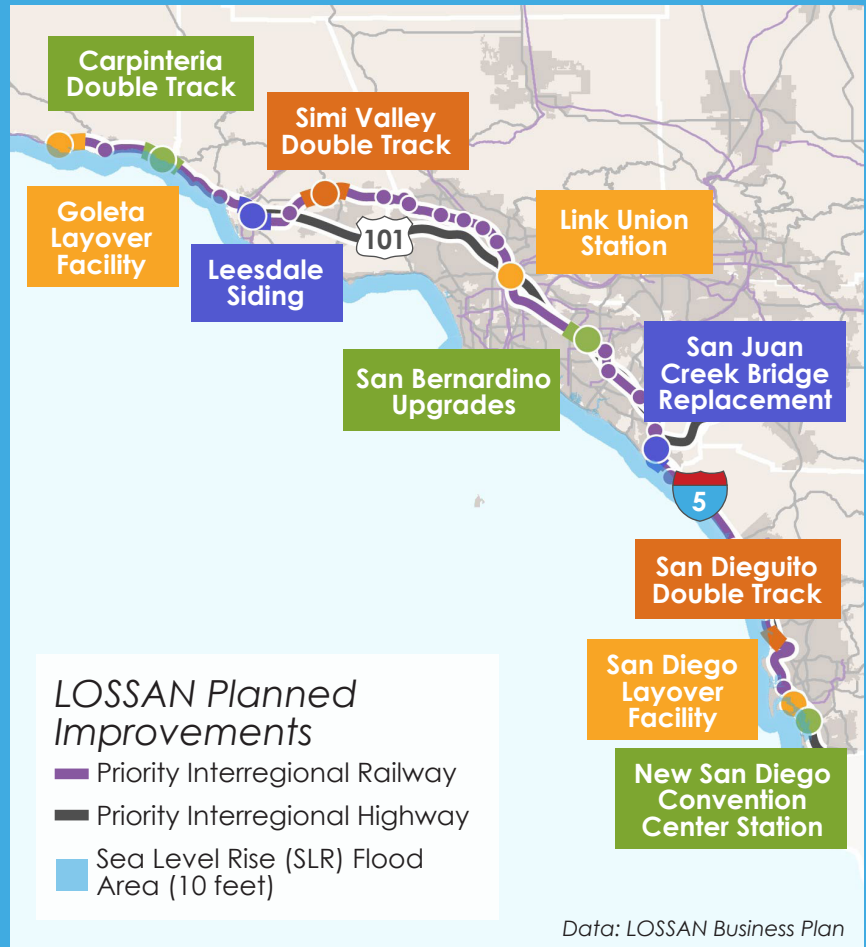 Carpinteria
Double Track
Simi Valley
Double Track
Goleta
Layover
Facility
Leesdale
Siding
101
Link Union
Station
San Bernardino
Upgrades
San Juan
Creek Bridge
Replacement
5
San Dieguito
Double Track
San Diego
Layover
Facility
New San Diego
Convention
Center Station
LOSSAN Planned
Improvements
Priority Interregional Railway
Priority Interregional Highway
Sea Level Rise (SLR) Flood
Area (10 feet)
Data: LOSSAN Business Plan